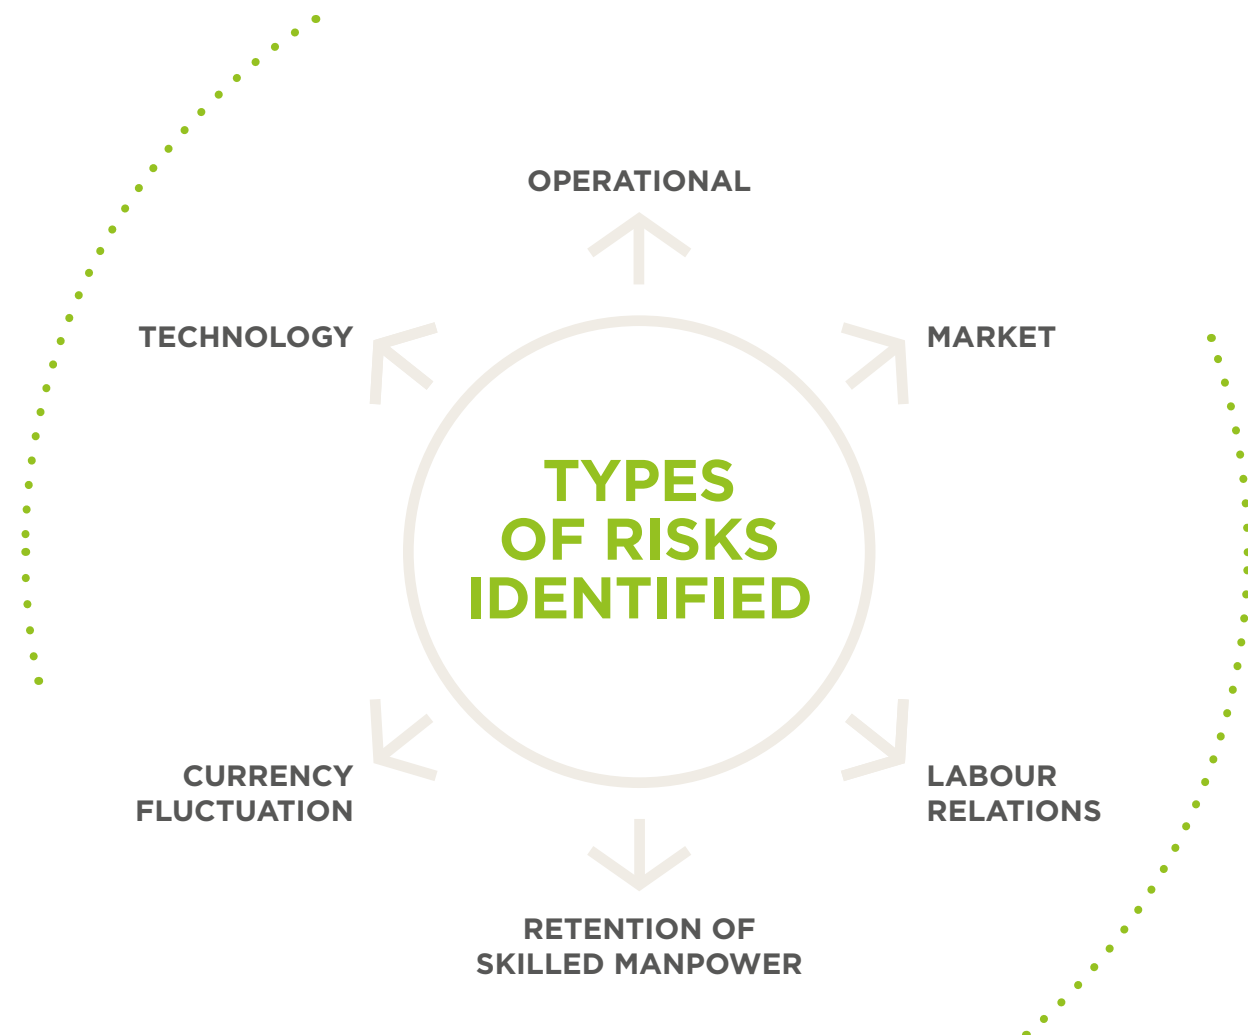 OPERATIONAL
TECHNOLOGY
MARKET
TYPES
OF RISKS
IDENTIFIED
CURRENCY
FLUCTUATION
LABOUR
RELATIONS
RETENTION OF
SKILLED MANPOWER